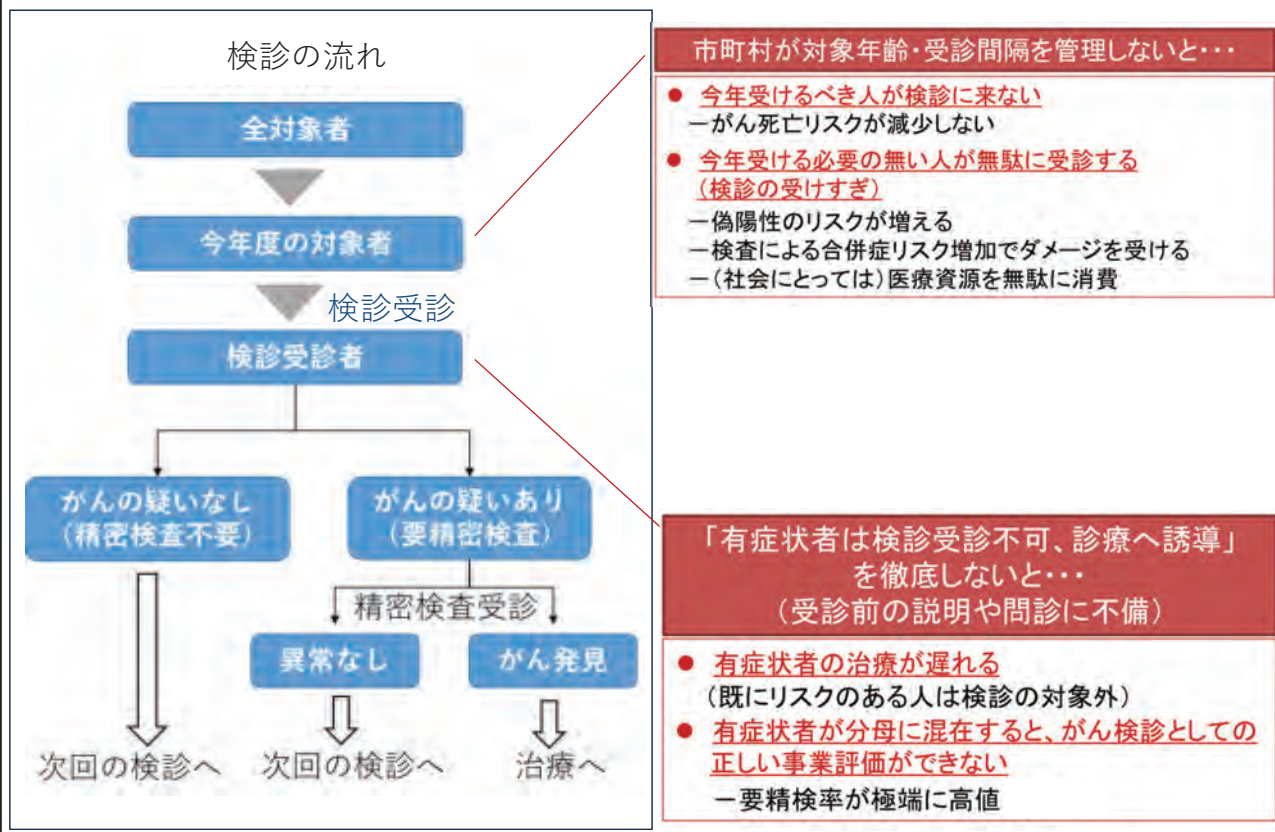 検診の流れ
全対象者
今年度の対象者
検診受診
検診受診者
がんの疑いなし
(精密検査不要)
がんの疑いあり
(要精密検査)
精密検査受診
異常なし
がん発見
次回の検診へ
次回の検診へ
治療へ
市町村が対象年齢・受診間隔を管理しないと・・・
● 今年受けるべき人が検診に来ない
－がん死亡リスクが減少しない
● 今年受ける必要の無い人が無駄に受診する
(検診の受けすぎ)
－偽陽性のリスクが増える
－検査による合併症リスク増加でダメージを受ける
－(社会にとっては)医療資源を無駄に消費
「有症状者は検診受診不可、診療へ誘導」
を徹底しないと・・・
(受診前の説明や問診に不備)
● 有症状者の治療が遅れる
(既にリスクのある人は検診の対象外)
● 有症状者が分母に混在すると、がん検診としての
正しい事業評価ができない
－要精検率が極端に高値